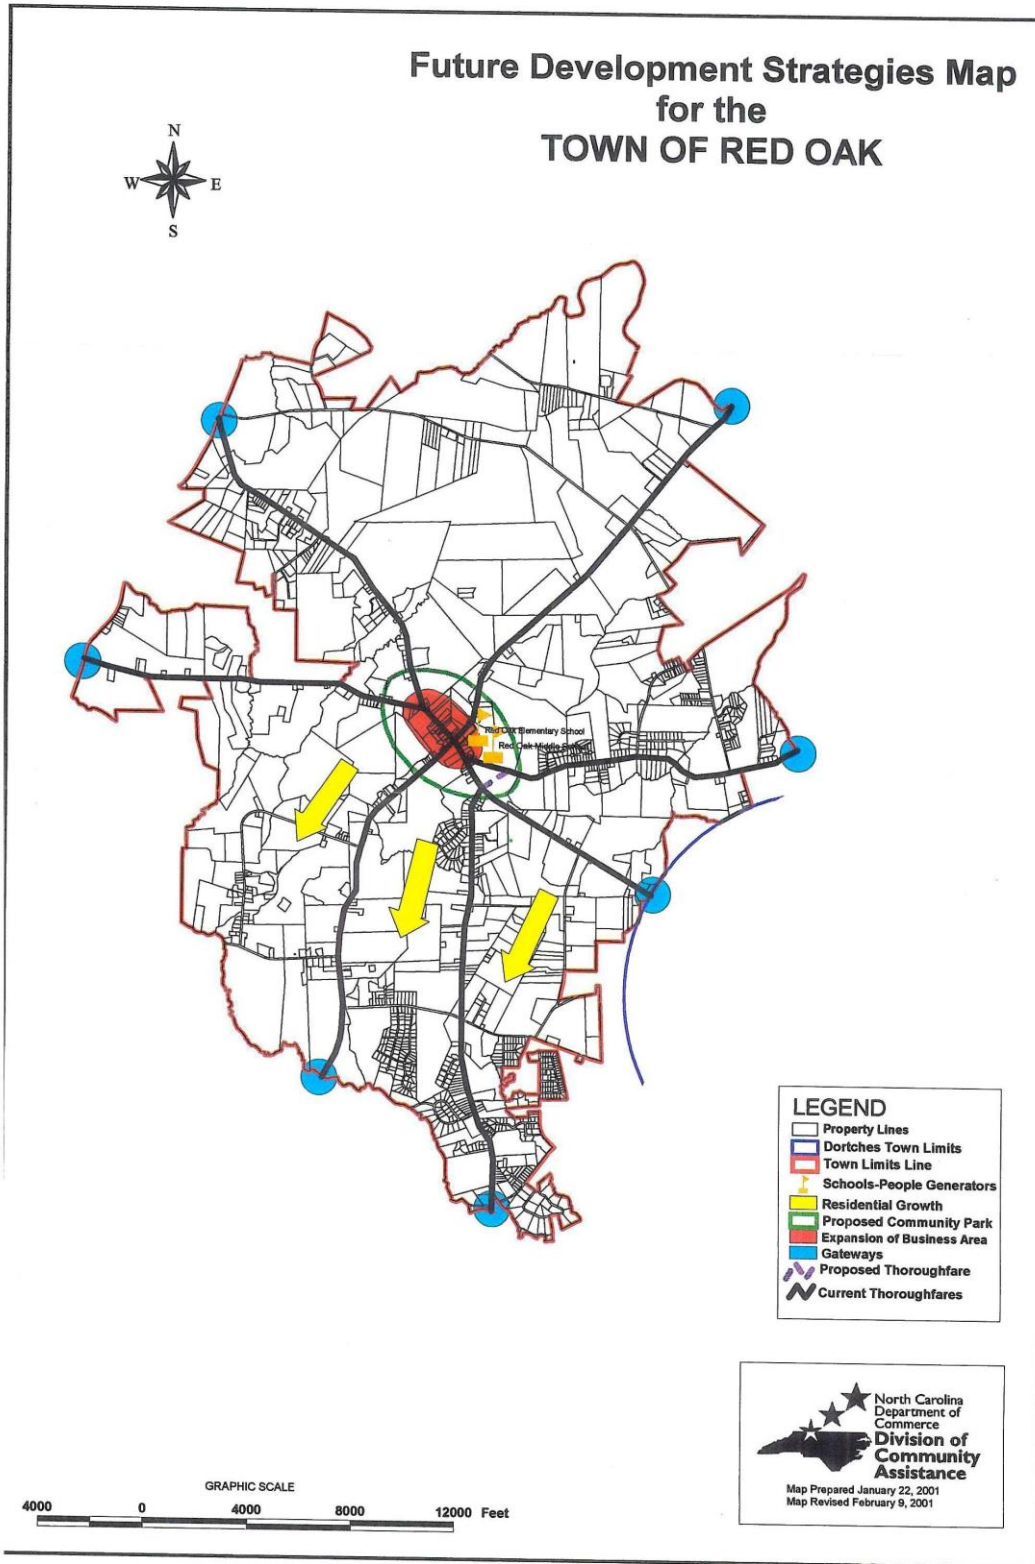 Future Development Strategies Map
for the
TOWN OF RED OAK
N
W
E
S
Red Oak Elementary School
Red Oak Middle School
LEGEND
Property Lines
Dortches Town Limits
Town Limits Line
Schools-People Generators
Residential Growth
Proposed Community Park
Expansion of Business Area
Gateways
Proposed Thoroughfare
Current Thoroughfares
North Carolina
Department of
Commerce
Division of
Community
Assistance
Map Prepared January 22, 2001
Map Revised February 9, 2001
GRAPHIC SCALE
4000 0 4000 8000 12000 Feet